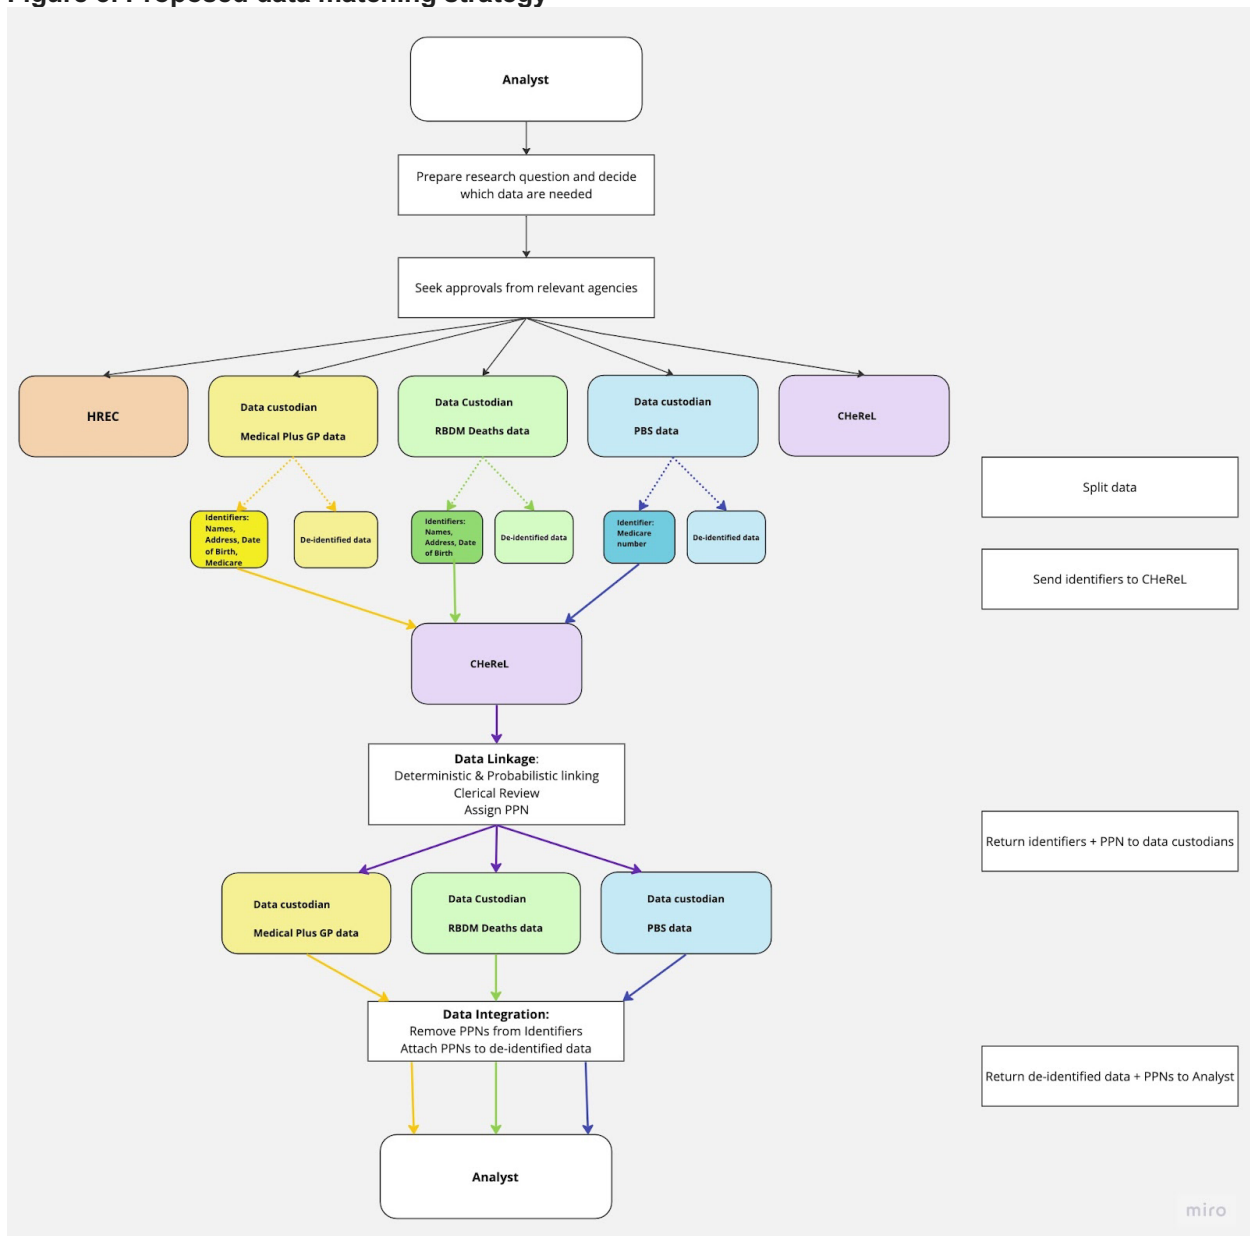 Figure 3: Proposed data matching strategy
Analyst
Prepare research question and decide
which data are needed
Seek approvals from relevant agencies
HREC
Data custodian
Medical Plus GP data
Data Custodian
RBDM Deaths data
Data custodian
PBS data
CHeReL
Split data
Identifiers:
Names,
Address, Date
of Birth,
Medicare
De-identified data
Identifiers:
Names,
Address, Date
of Birth
De-identified data
Identifier:
Medicare
number
De-identified data
Send identifiers to CHeReL
CHeReL
Data Linkage:
Deterministic & Probabilistic linking
Clerical Review
Assign PPN
Return identifiers + PPN to data custodians
Data custodian
Medical Plus GP data
Data Custodian
RBDM Deaths data
Data custodian
PBS data
Data Integration:
Remove PPNs from Identifiers
Attach PPNs to de-identified data
Return de-identified data + PPNs to Analyst
Analyst
miro